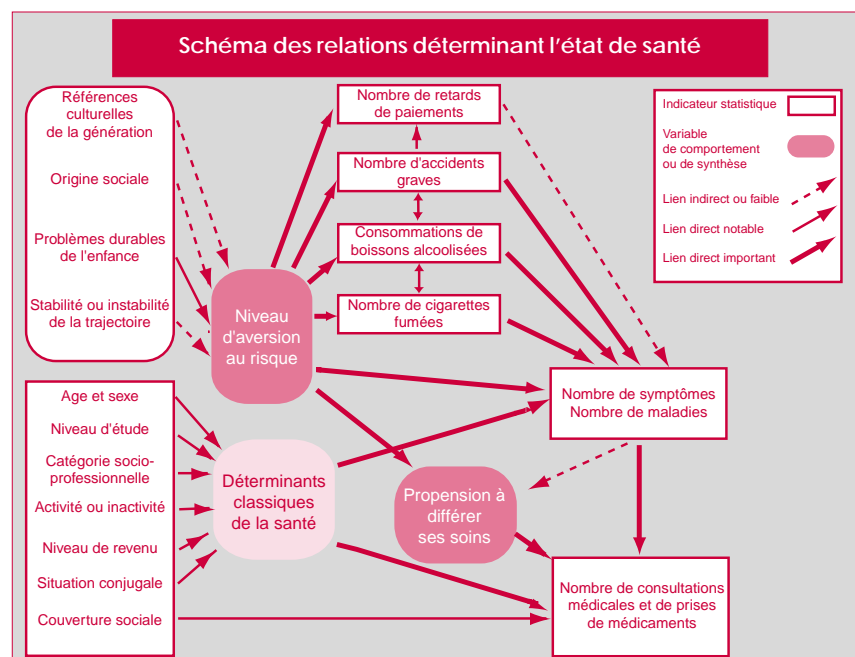 Schéma des relations déterminant l'état de santé
Références
culturelles
de la génération
Origine sociale
Problèmes durables
de l'enfance
Stabilité ou instabilité
de la trajectoire
Nombre de retards
de paiements
Nombre d'accidents
graves
Consommations de
boissons alcoolisées
Nombre de cigarettes
fumées
Indicateur statistique
Variable
de comportement
ou de synthèse
Lien indirect ou faible
Lien direct notable
Lien direct important
Niveau
d'aversion
au risque
Age et sexe
Niveau d'étude
Catégorie socio-
professionnelle
Activité ou inactivité
Niveau de revenu
Situation conjugale
Couverture sociale
Déterminants
classiques
de la santé
Propension à
différer
ses soins
Nombre de symptômes
Nombre de maladies
Nombre de consultations
médicales et de prises
de médicaments